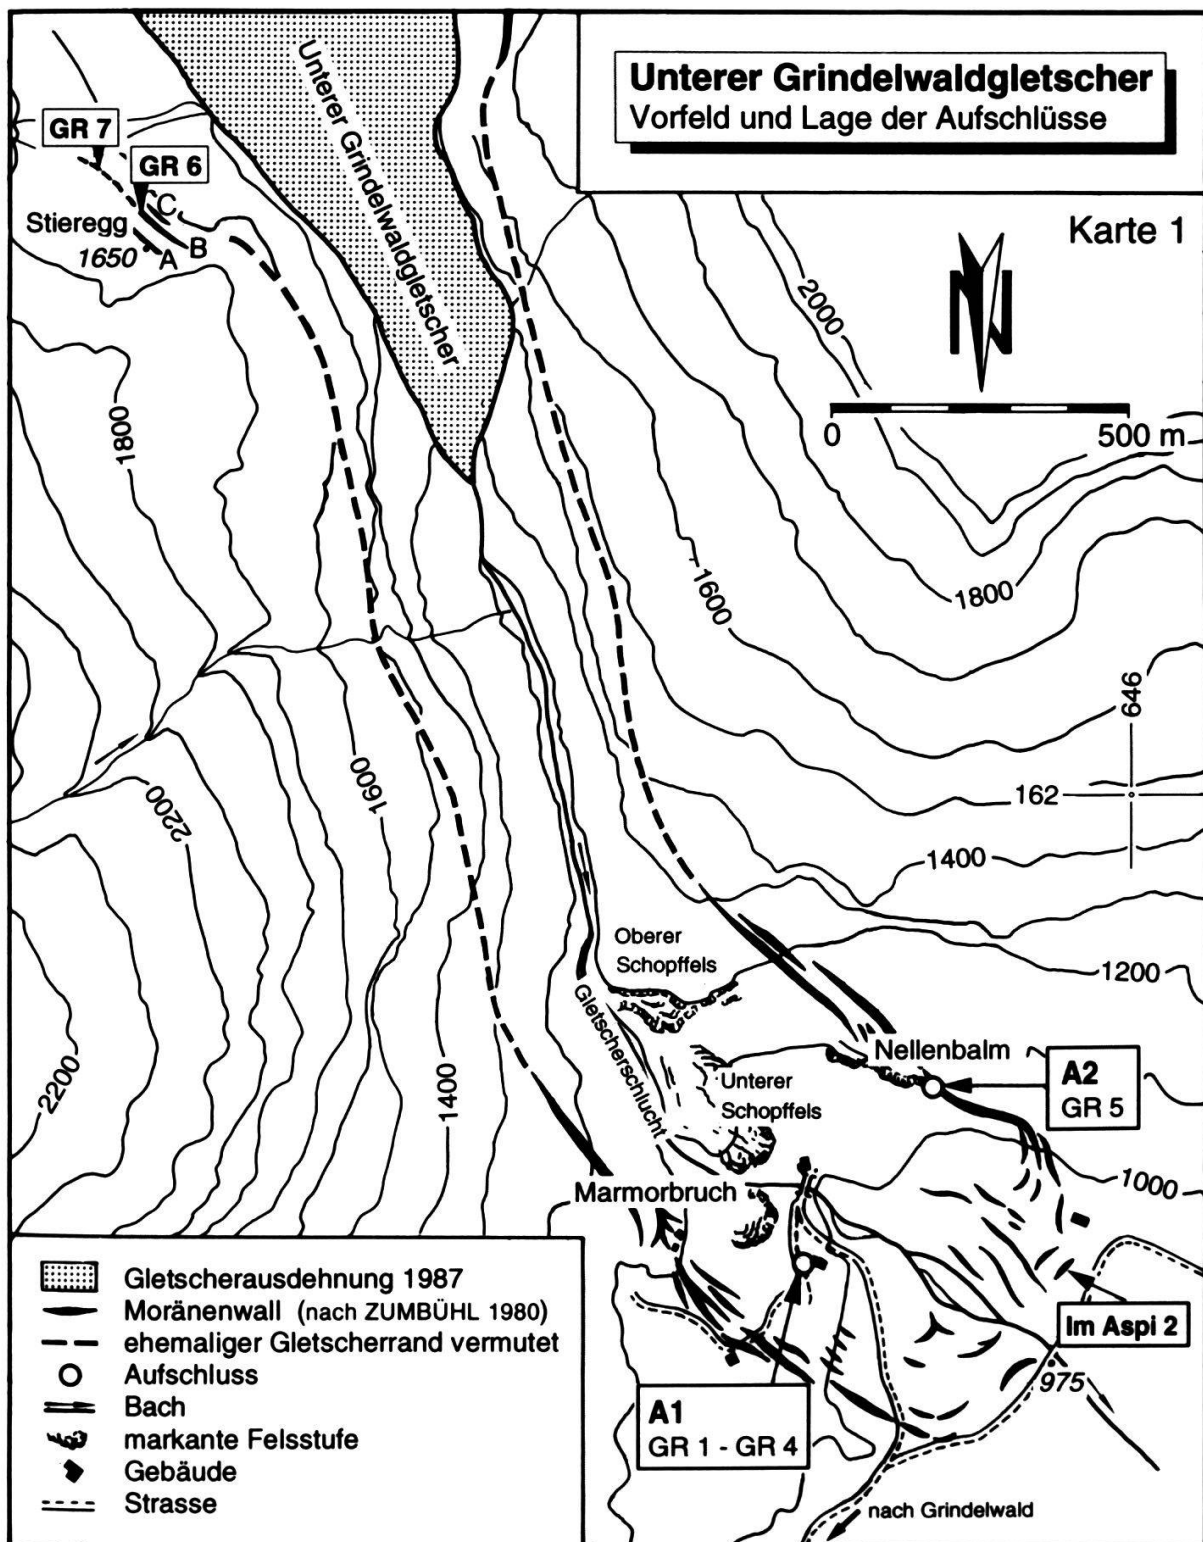 Unterer Grindelwaldgletscher
Vorfeld und Lage der Aufschlüsse
Karte 1
N
0
500 m
Unterer Grindelwaldgletscher
Unterer Grindelwaldgletscher
GR 7
GR 6
C
Stieregg
B
1650
A
2000
1800
1800
1600
646
162
1600
2200
1400
Oberer
Schopffels
1200
Gletscherschlucht
Nellenbalm
A2
GR 5
2200
1400
Unterer
Schopffels
1000
Marmorbruch
Im Aspi 2
975
A1
GR 1 - GR 4
nach Grindelwald
Gletscherausdehnung 1987
Moränenwall (nach ZUMBÜHL 1980)
ehemaliger Gletscherrand vermutet
Aufschluss
Bach
markante Felsstufe
Gebäude
Strasse